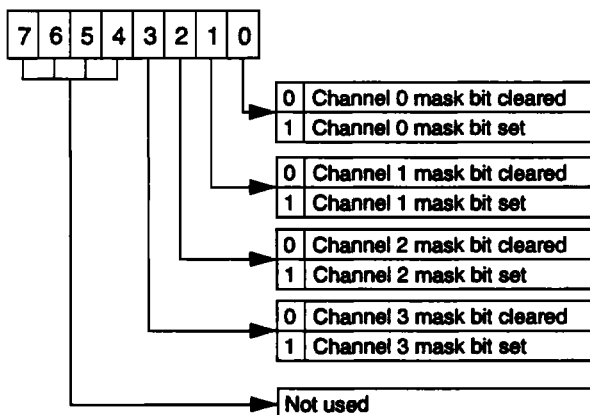 7 6 5 4 3 2 1 0
0 Channel 0 mask bit cleared
1 Channel 0 mask bit set
0 Channel 1 mask bit cleared
1 Channel 1 mask bit set
0 Channel 2 mask bit cleared
1 Channel 2 mask bit set
0 Channel 3 mask bit cleared
1 Channel 3 mask bit set
Not used